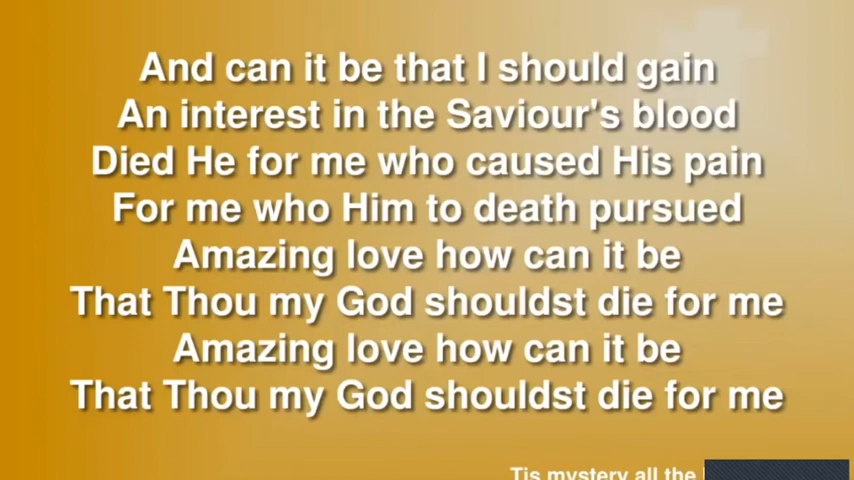 And can it be that I should gain
An interest in the Saviour's blood
Died He for me who caused His pain
For me who Him to death pursued
Amazing love how can it be
That Thou my God shouldst die for me
Amazing love how can it be
That Thou my God shouldst die for me
Tis mystery all the